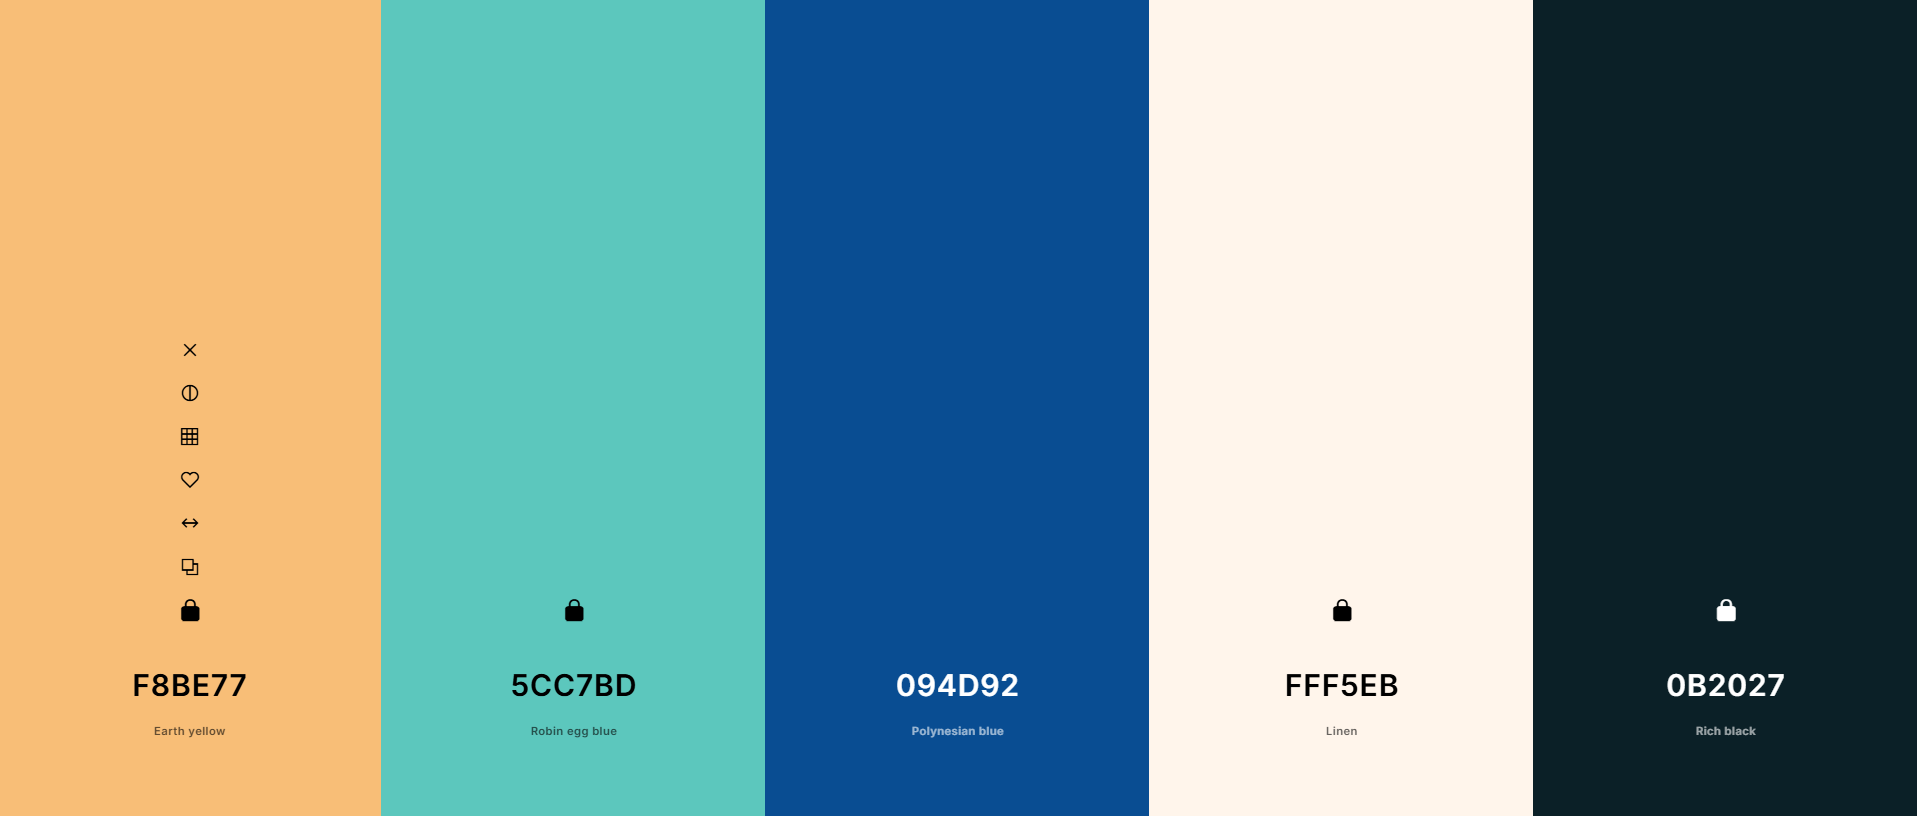 F8BE77
Earth yellow
5CC7BD
Robin egg blue
094D92
Polynesian blue
FFF5EB
Linen
0B2027
Rich black